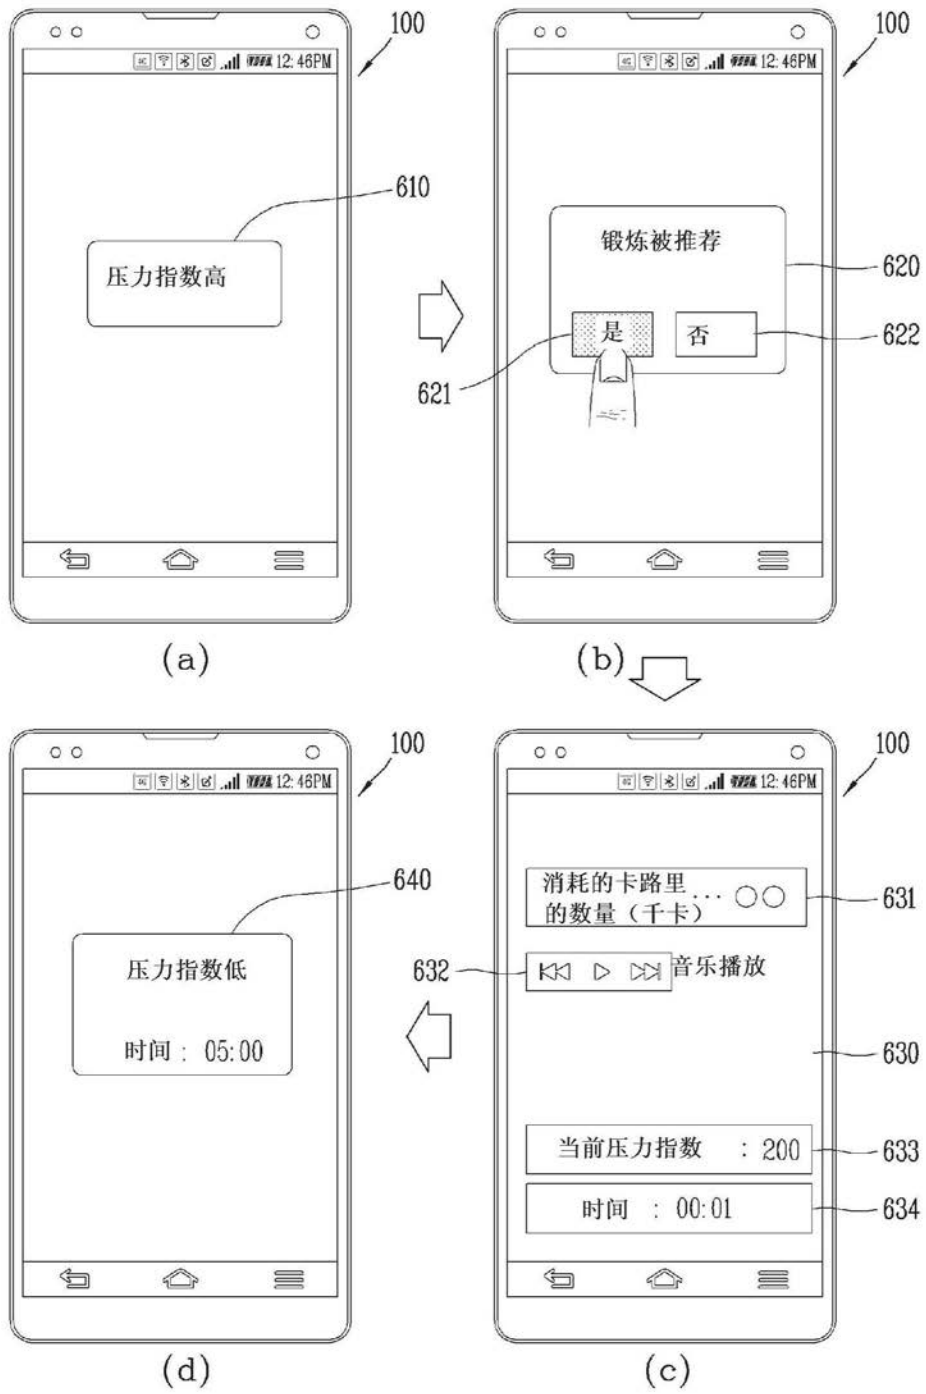 100
12:46PM
610
压力指数高
(a)
100
12:46PM
锻炼被推荐
620
是
否
622
621
(b)
100
12:46PM
消耗的卡路里
的数量（千卡） ··· ○○
631
632
音乐播放
630
当前压力指数 : 200
633
时间 : 00:01
634
(c)
100
12:46PM
640
压力指数低
时间 : 05:00
(d)